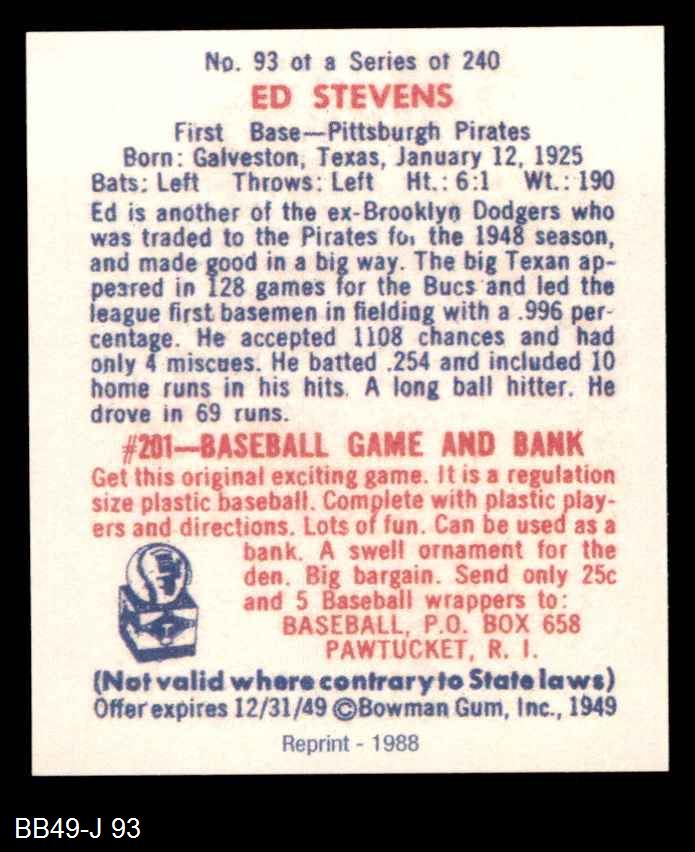 No. 93 of a Series of 240
ED STEVENS
First Base—Pittsburgh Pirates
Born: Galveston, Texas, January 12, 1925
Bats: Left Throws: Left Ht.: 6:1 Wt.: 190
Ed is another of the ex-Brooklyn Dodgers who
was traded to the Pirates for the 1948 season,
and made good in a big way. The big Texan ap-
peared in 128 games for the Bucs and led the
league first basemen in fielding with a .996 per-
centage. He accepted 1108 chances and had
only 4 miscues. He batted .254 and included 10
home runs in his hits. A long ball hitter. He
drove in 69 runs.
#201—BASEBALL GAME AND BANK
Get this original exciting game. It is a regulation
size plastic baseball. Complete with plastic play-
ers and directions. Lots of fun. Can be used as a
bank. A swell ornament for the
den. Big bargain. Send only 25c
and 5 Baseball wrappers to:
BASEBALL, P.O. BOX 658
PAWTUCKET, R. I.
(Not valid where contrary to State laws)
Offer expires 12/31/49 ©Bowman Gum, Inc., 1949
Reprint - 1988
BB49-J 93